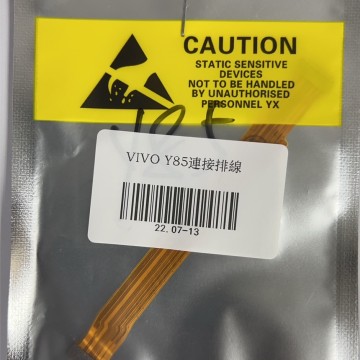 CAUTION
STATIC SENSITIVE
DEVICES
NOT TO BE HANDLED
BY UNAUTHORISED
PERSONNEL YX
VIVO Y85連接排線
22.07-13